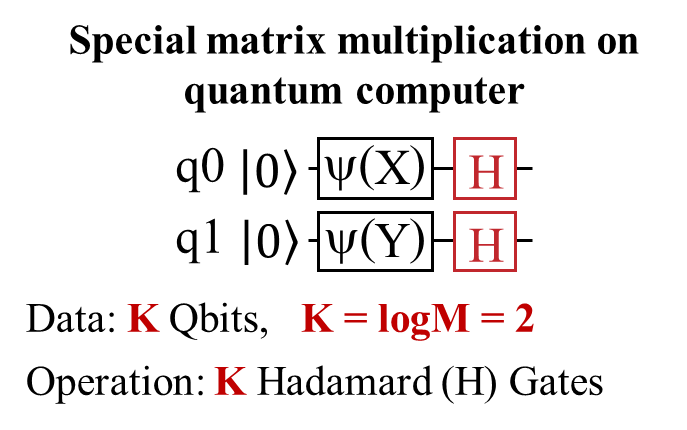 Special matrix multiplication on
quantum computer
q0 |0⟩ ψ(X) H
q1 |0⟩ ψ(Y) H
Data: K Qbits, K = logM = 2
Operation: K Hadamard (H) Gates